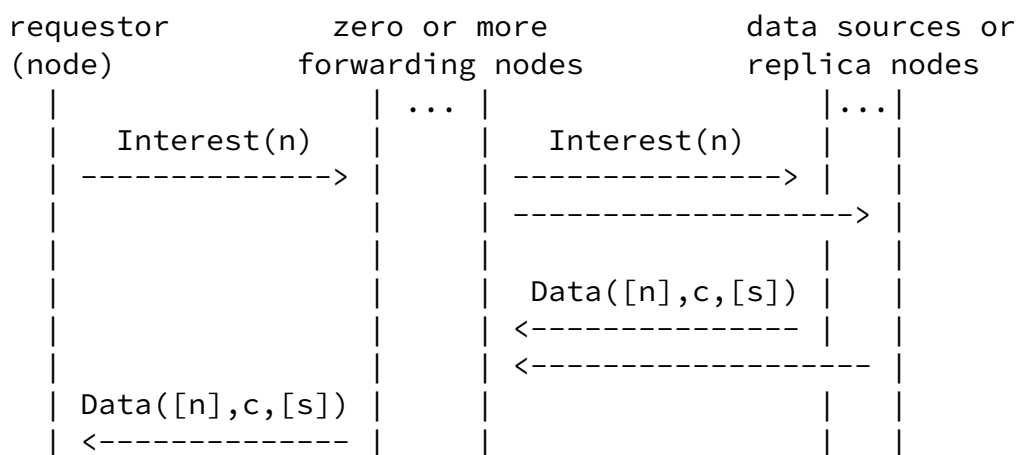 requestor zero or more data sources or
(node) forwarding nodes replica nodes
| | ... | |...|
| Interest(n) | | Interest(n) | |
| --------------> | | ---------------> | |
| | | -------------------> |
| | | | |
| | | Data([n],c,[s]) | |
| | | <--------------- | |
| | | <------------------- |
| Data([n],c,[s]) | | | |
| <-------------- | | | |